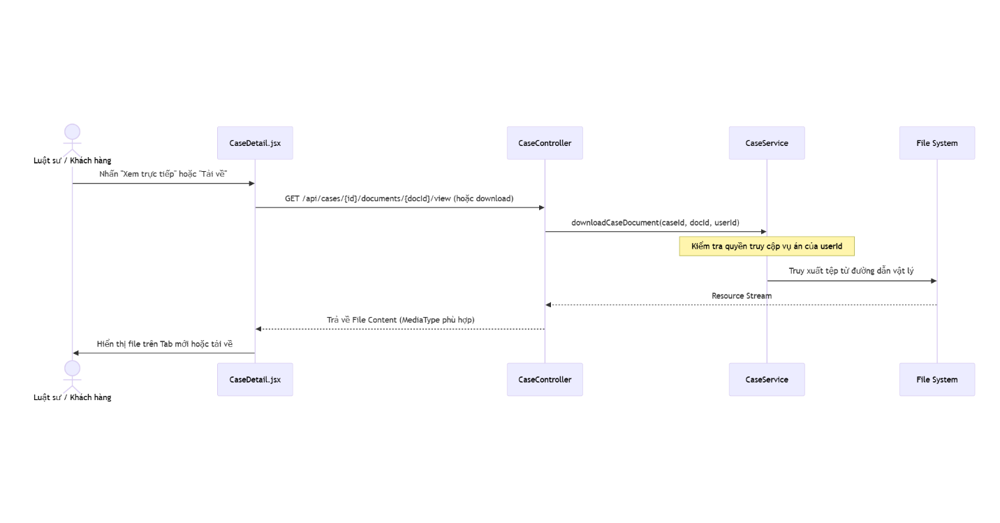 CaseDetail.jsx
CaseController
CaseService
File System
Luật sư / Khách hàng
Nhấn "Xem trực tiếp" hoặc "Tải về"
GET /api/cases/{id}/documents/{docId}/view (hoặc download)
downloadCaseDocument(caseId, docId, userId)
Kiểm tra quyền truy cập vụ án của userId
Truy xuất tệp từ đường dẫn vật lý
Resource Stream
Trả về File Content (MediaType phù hợp)
Hiển thị file trên Tab mới hoặc tải về
CaseDetail.jsx
CaseController
CaseService
File System
Luật sư / Khách hàng